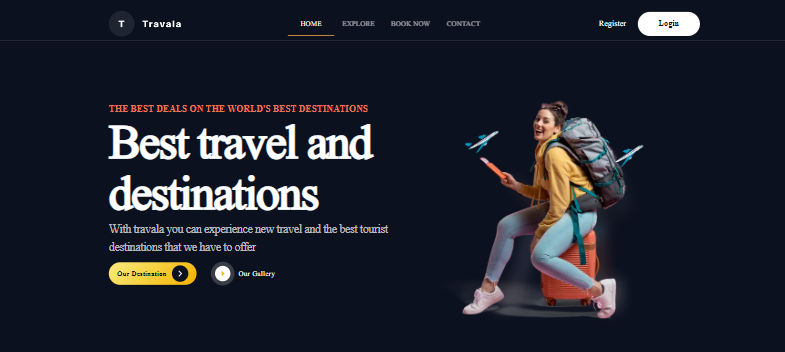 T Travala HOME EXPLORE BOOK NOW CONTACT Register Login
THE BEST DEALS ON THE WORLD'S BEST DESTINATIONS
Best travel and
destinations
With travala you can experience new travel and the best tourist
destinations that we have to offer
Our Destination Our Gallery